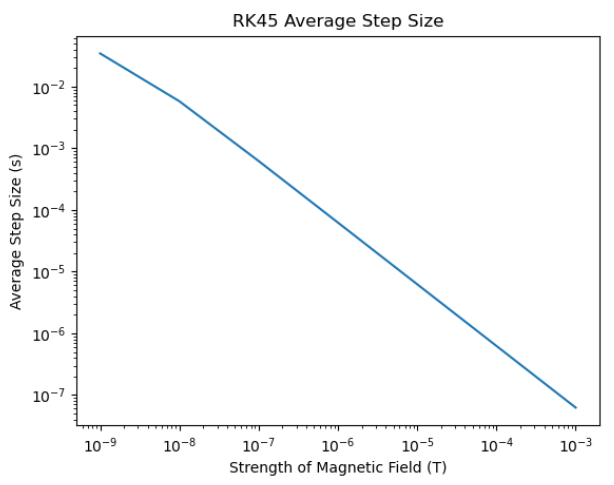 RK45 Average Step Size
Average Step Size (s)
10⁻²
10⁻³
10⁻⁴
10⁻⁵
10⁻⁶
10⁻⁷
10⁻⁹ 10⁻⁸ 10⁻⁷ 10⁻⁶ 10⁻⁵ 10⁻⁴ 10⁻³
Strength of Magnetic Field (T)